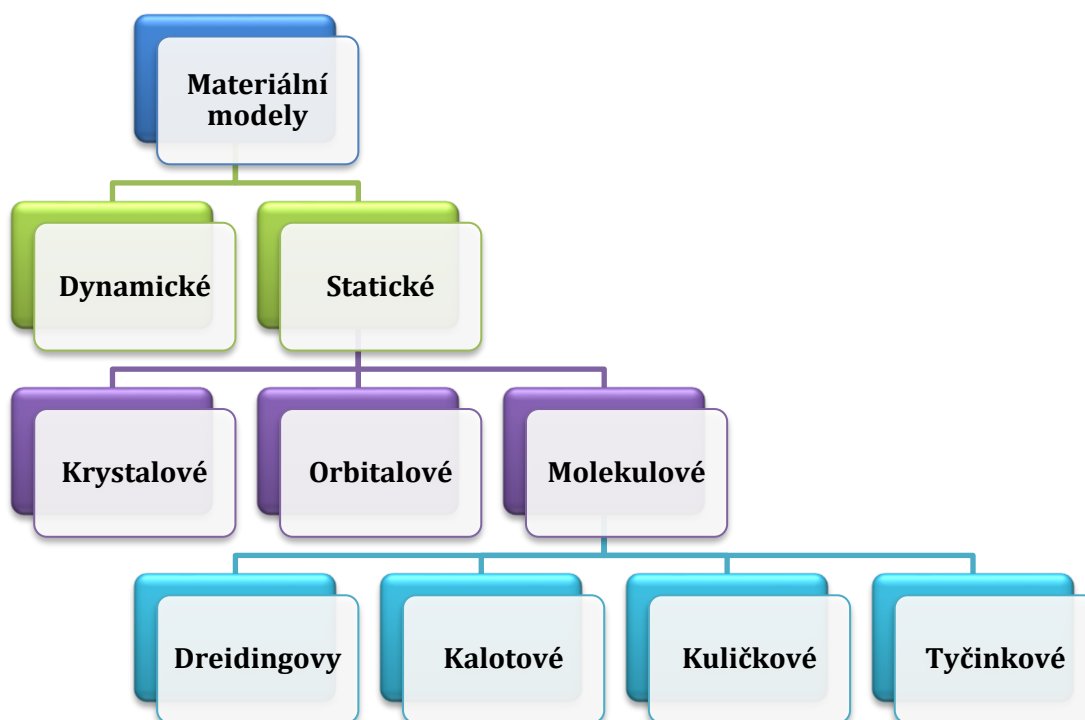 Materiální
modely
Dynamické
Statické
Krystalové
Orbitalové
Molekulové
Dreidingovy
Kalotové
Kuličkové
Tyčinkové